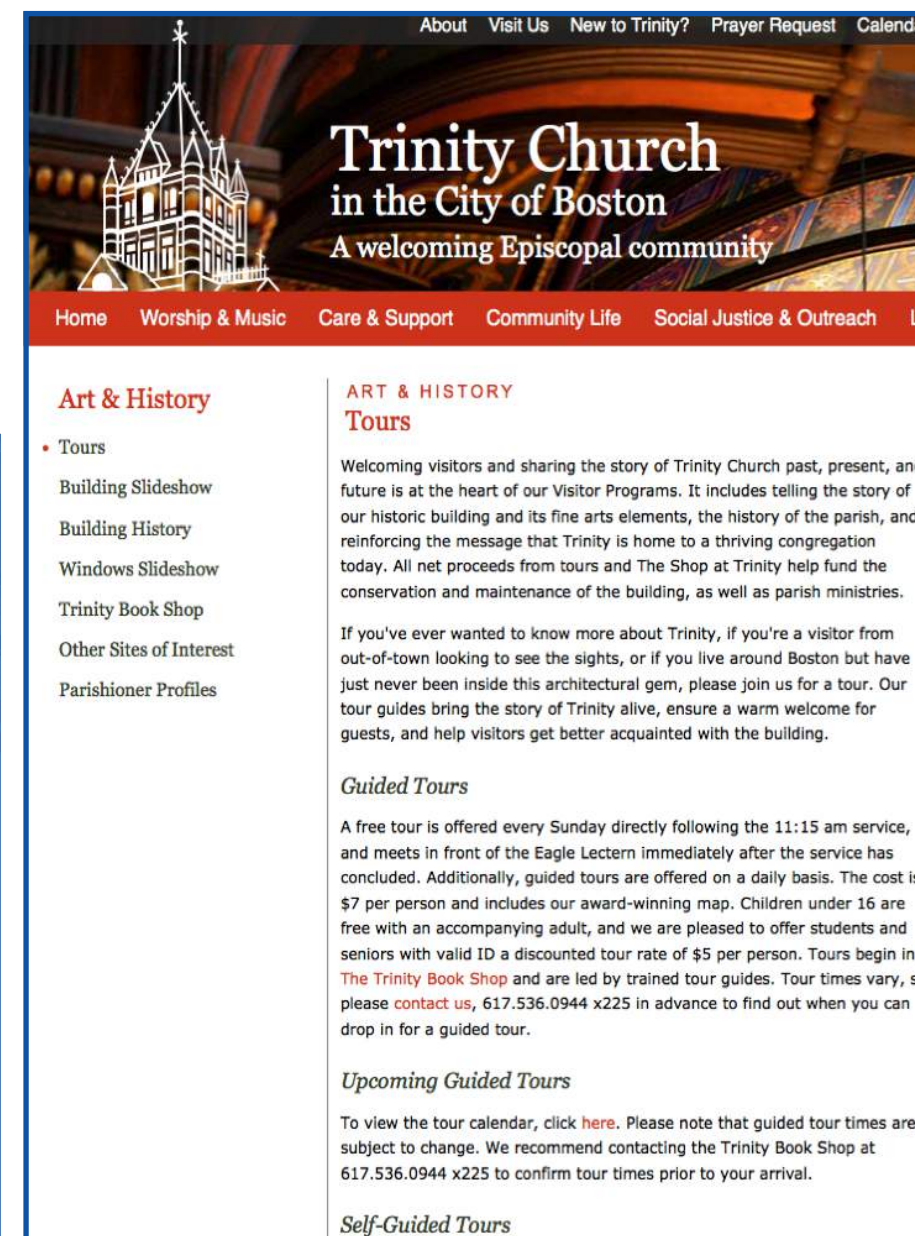 About Visit Us New to Trinity? Prayer Request
Trinity Church
in the City of Boston
A welcoming Episcopal community
Home Worship & Music Care & Support Community Life Social Justice & Outreach
Art & History
• Tours
Building Slideshow
Building History
Windows Slideshow
Trinity Book Shop
Other Sites of Interest
Parishioner Profiles
ART & HISTORY
Tours
Welcoming visitors and sharing the story of Trinity Church past, present, and
future is at the heart of our Visitor Programs. It includes telling the story of
our historic building and its fine arts elements, the history of the parish, and
reinforcing the message that Trinity is home to a thriving congregation
today. All net proceeds from tours and The Shop at Trinity help fund the
conservation and maintenance of the building, as well as parish ministries.
If you've ever wanted to know more about Trinity, if you're a visitor from
out-of-town looking to see the sights, or if you live around Boston but have
just never been inside this architectural gem, please join us for a tour. Our
tour guides bring the story of Trinity alive, ensure a warm welcome for
guests, and help visitors get better acquainted with the building.
Guided Tours
A free tour is offered every Sunday directly following the 11:15 am service,
and meets in front of the Eagle Lectern immediately after the service has
concluded. Additionally, guided tours are offered on a daily basis. The cost is
$7 per person and includes our award-winning map. Children under 16 are
free with an accompanying adult, and we are pleased to offer students and
seniors with valid ID a discounted tour rate of $5 per person. Tours begin in
The Trinity Book Shop and are led by trained tour guides. Tour times vary, s
please contact us, 617.536.0944 x225 in advance to find out when you can
drop in for a guided tour.
Upcoming Guided Tours
To view the tour calendar, click here. Please note that guided tour times are
subject to change. We recommend contacting the Trinity Book Shop at
617.536.0944 x225 to confirm tour times prior to your arrival.
Self-Guided Tours